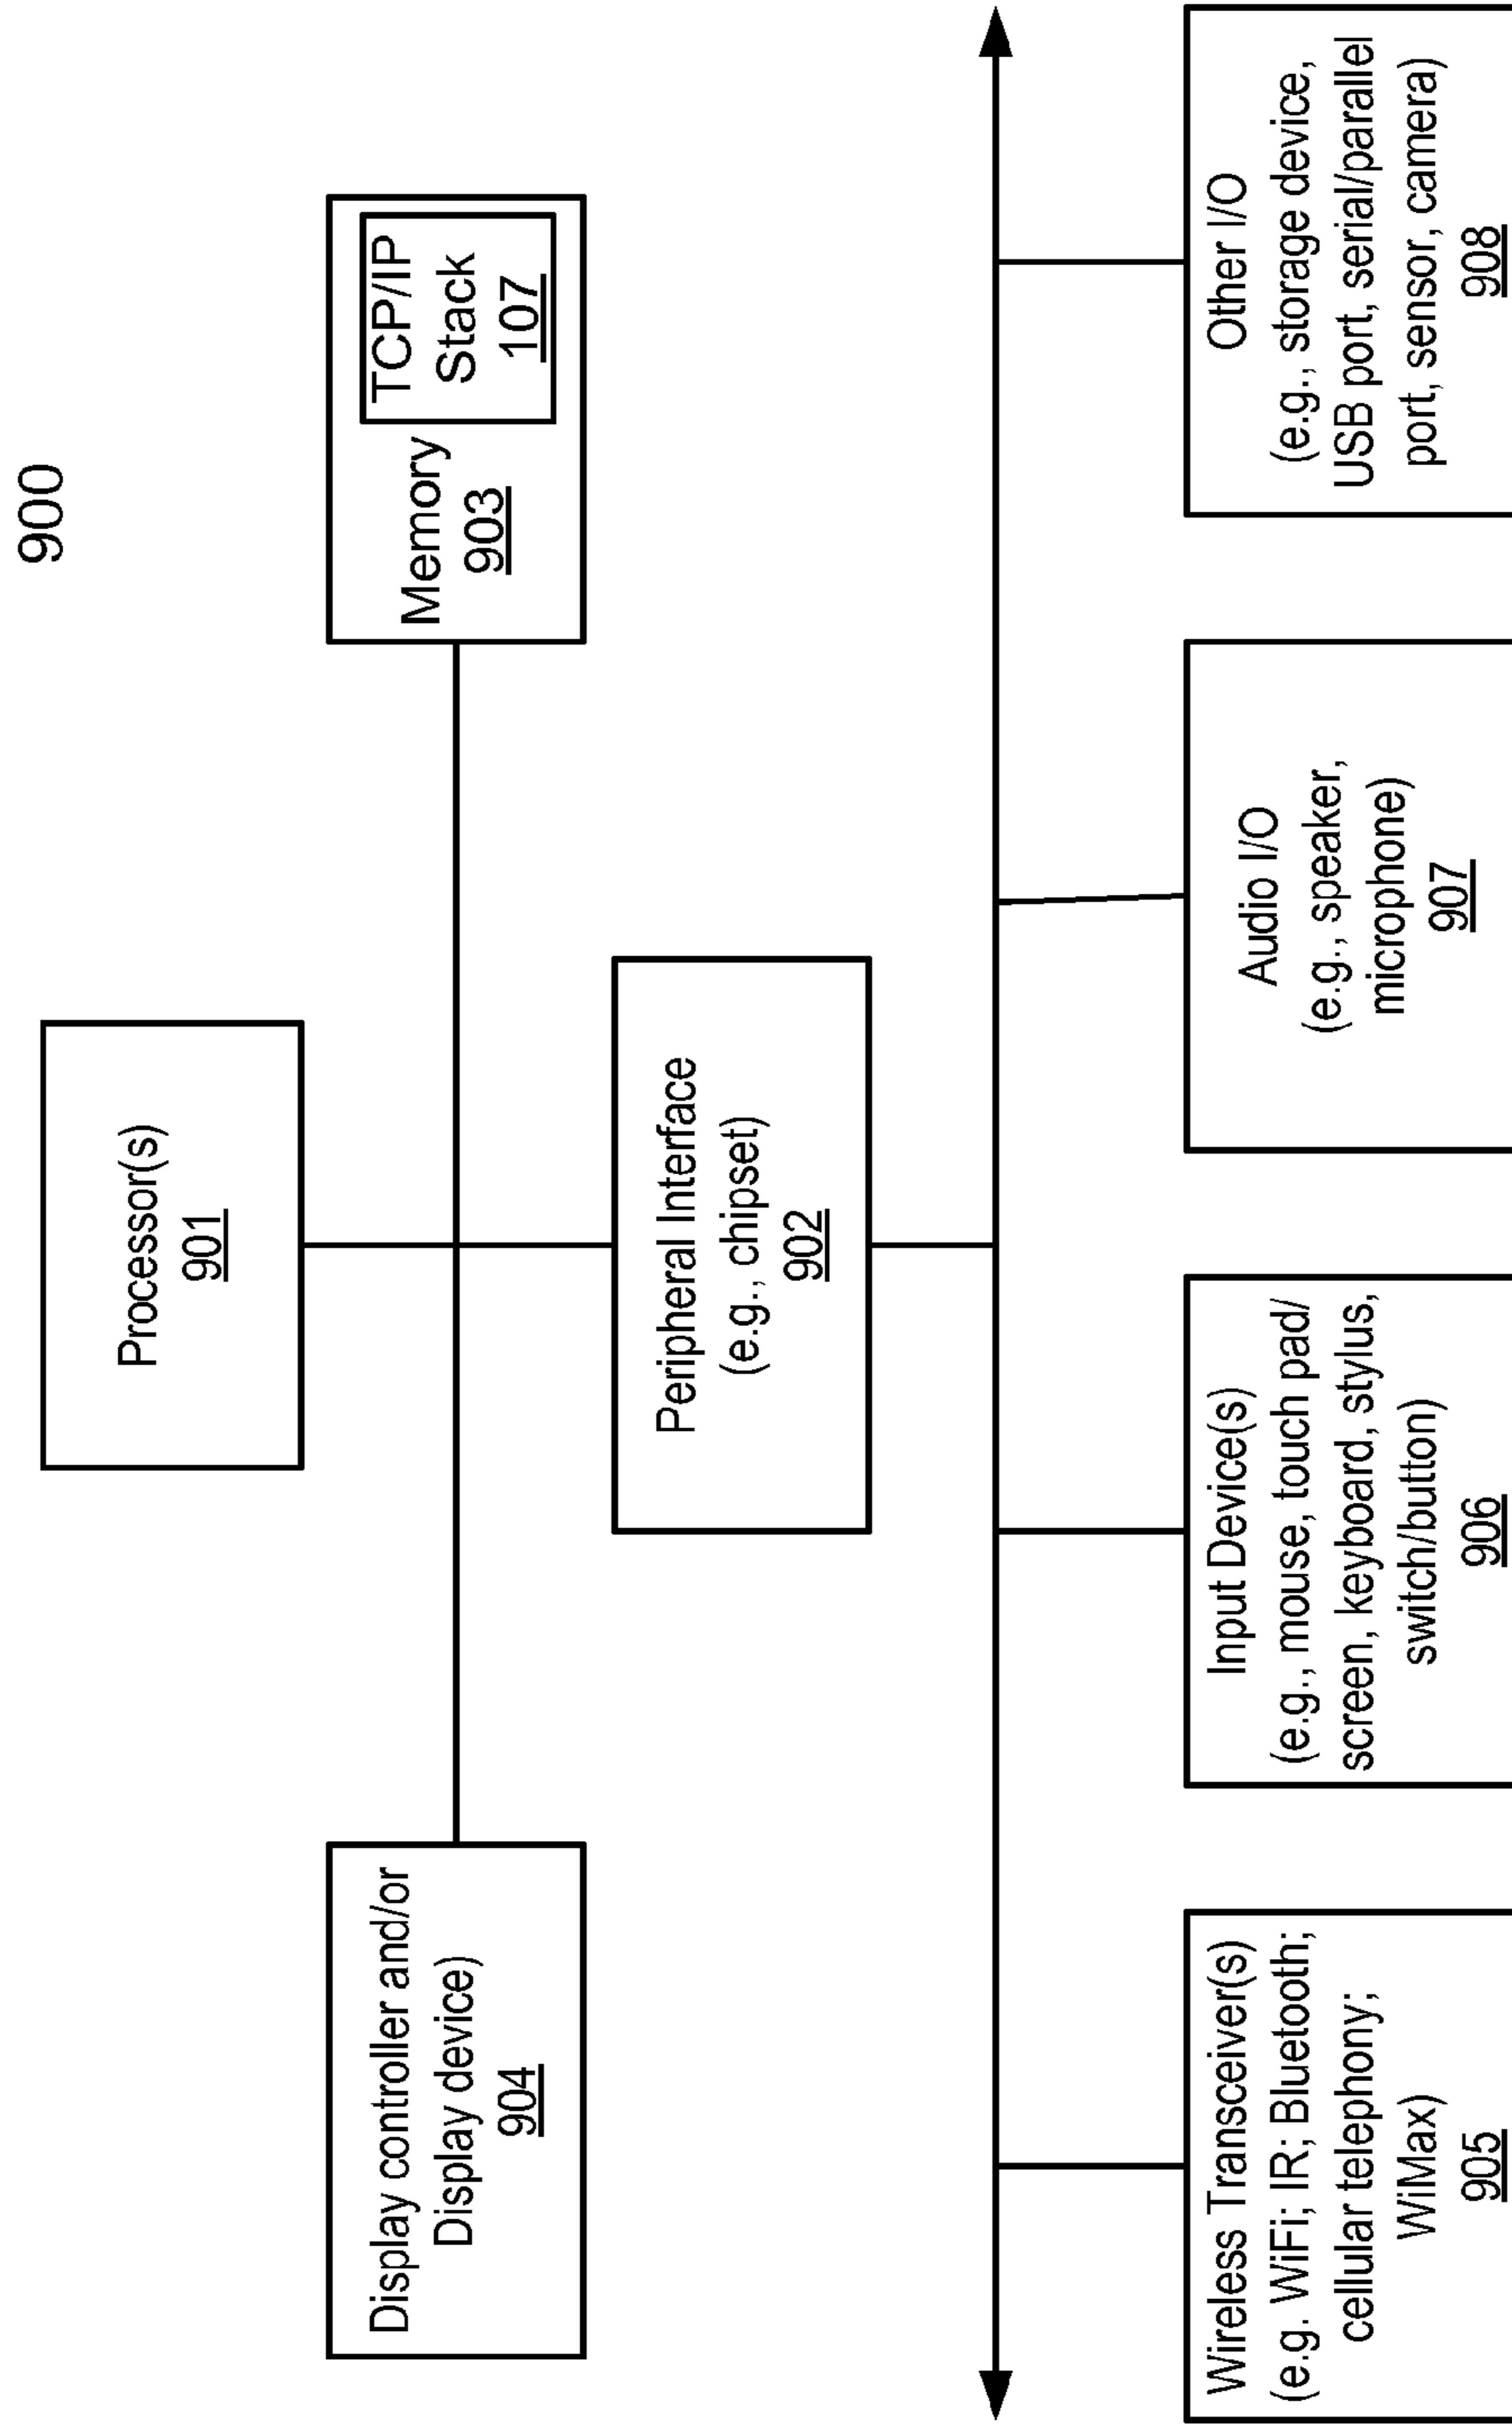 900
Processor(s)
901
Display controller and/or
Display device)
904
Memory
903
TCP/IP
Stack
107
Peripheral Interface
(e.g., chipset)
902
Wireless Transceiver(s)
(e.g. WiFi; IR; Bluetooth;
cellular telephony;
WiMax)
905
Input Device(s)
(e.g., mouse, touch pad/
screen, keyboard, stylus,
switch/button)
906
Audio I/O
(e.g., speaker,
microphone)
907
Other I/O
(e.g., storage device,
USB port, serial/parallel
port, sensor, camera)
908